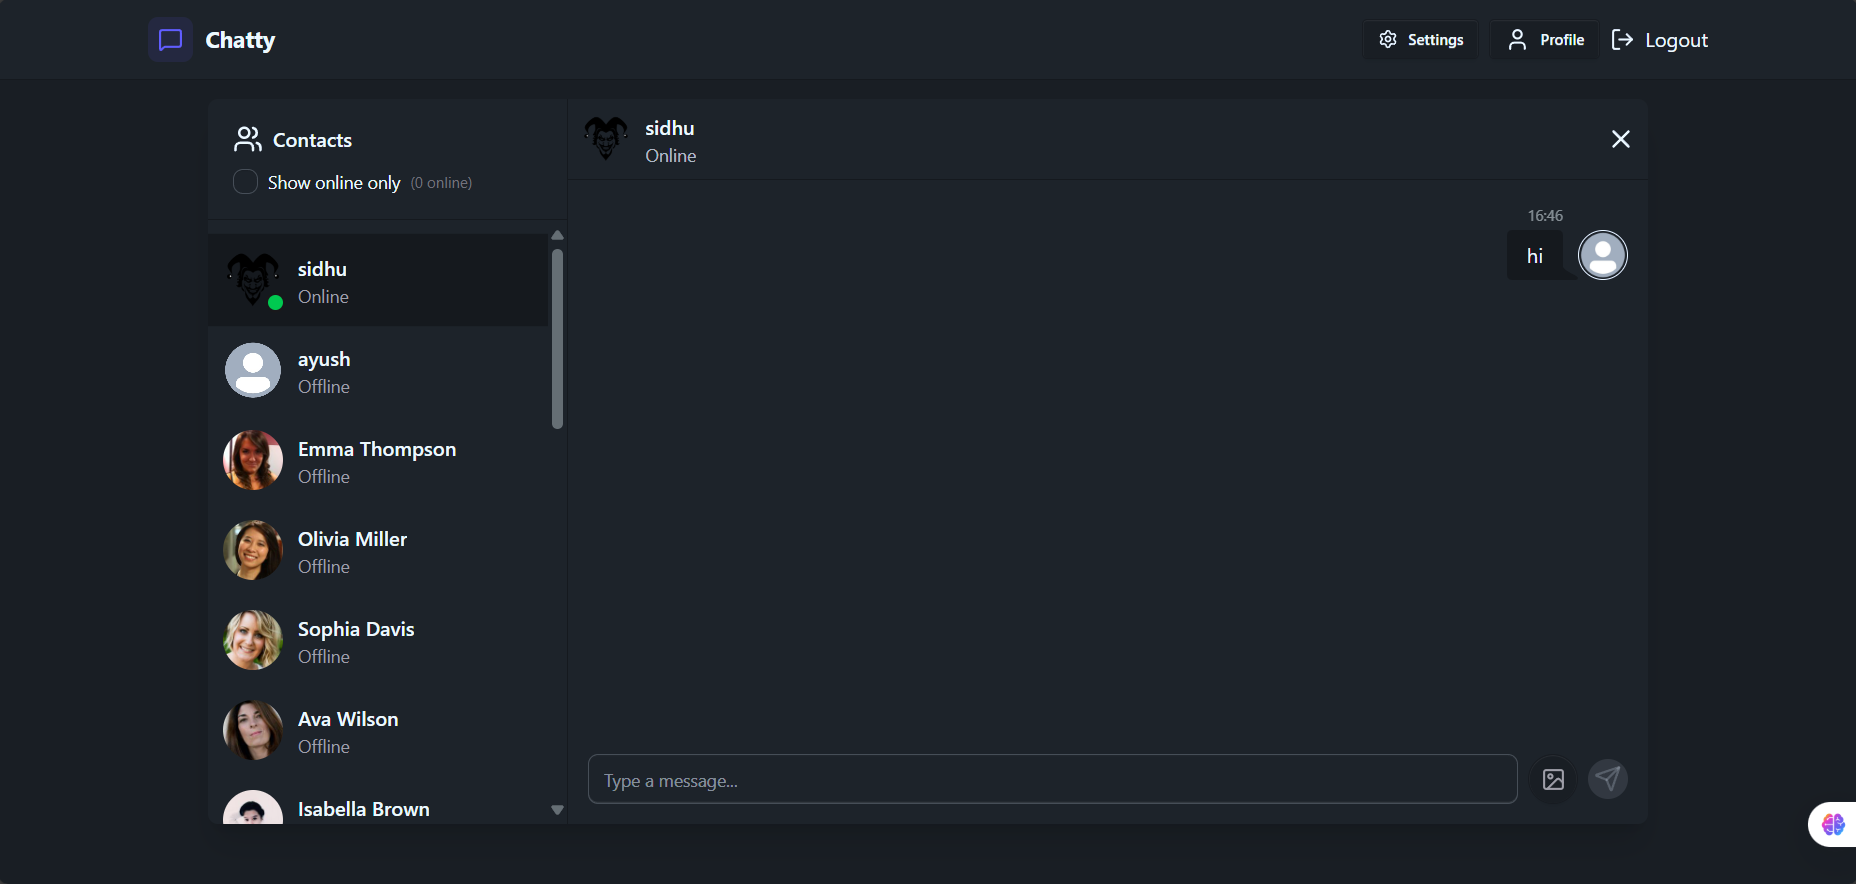 Chatty
Settings
Profile
Logout
Contacts
Show online only (0 online)
sidhu
Online
ayush
Offline
Emma Thompson
Offline
Olivia Miller
Offline
Sophia Davis
Offline
Ava Wilson
Offline
Isabella Brown
sidhu
Online
16:46
hi
Type a message...